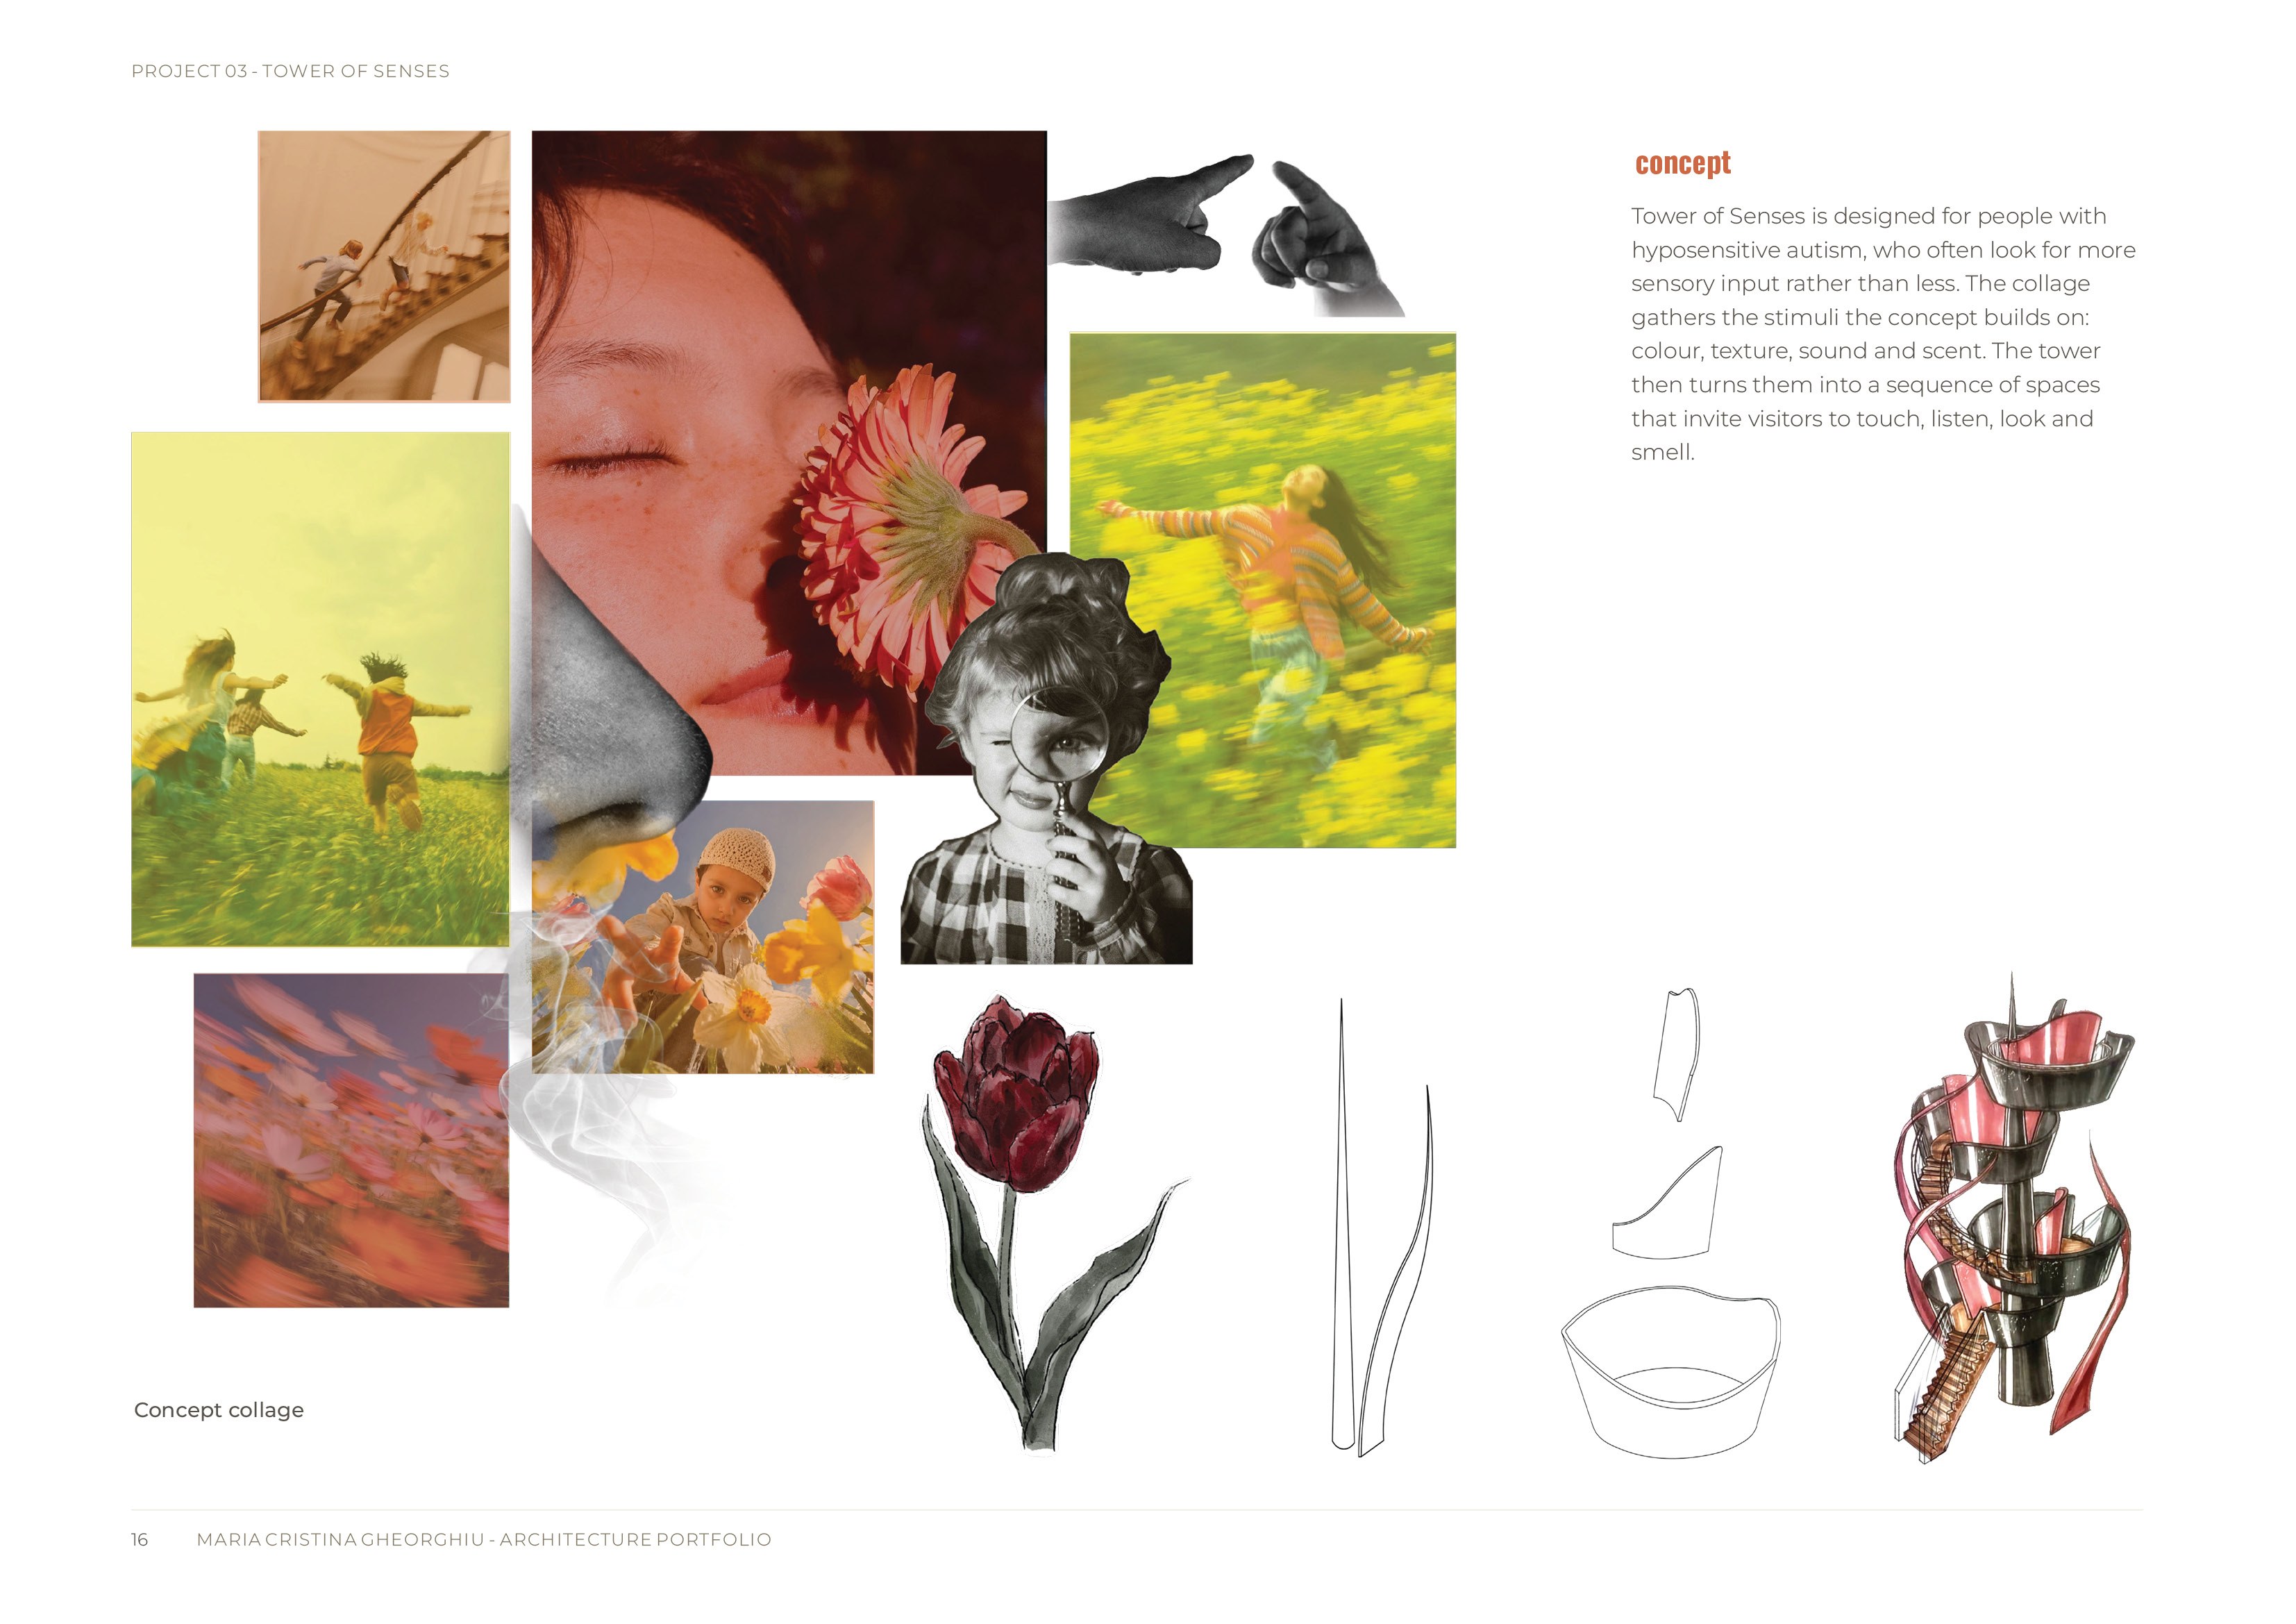 PROJECT 03 - TOWER OF SENSES
concept
Tower of Senses is designed for people with
hyposensitive autism, who often look for more
sensory input rather than less. The collage
gathers the stimuli the concept builds on:
colour, texture, sound and scent. The tower
then turns them into a sequence of spaces
that invite visitors to touch, listen, look and
smell.
Concept collage
16 MARIA CRISTINA GHEORGHIU - ARCHITECTURE PORTFOLIO